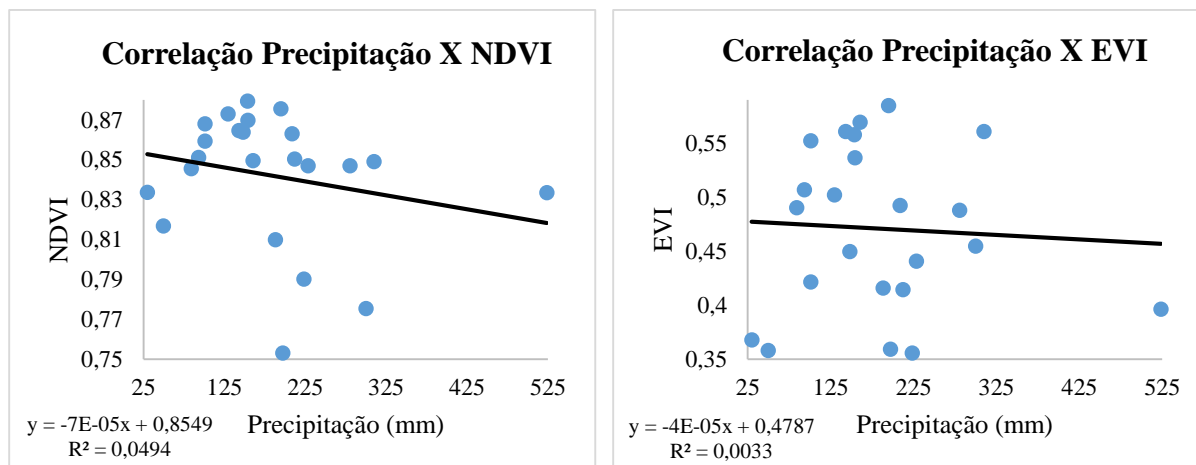 Correlação Precipitação X NDVI
0,87
0,85
0,83
0,81
0,79
0,77
0,75
NDVI
25 125 225 325 425 525
Precipitação (mm)
y = -7E-05x + 0,8549
R² = 0,0494
Correlação Precipitação X EVI
0,55
0,5
0,45
0,4
0,35
EVI
25 125 225 325 425 525
Precipitação (mm)
y = -4E-05x + 0,4787
R² = 0,0033